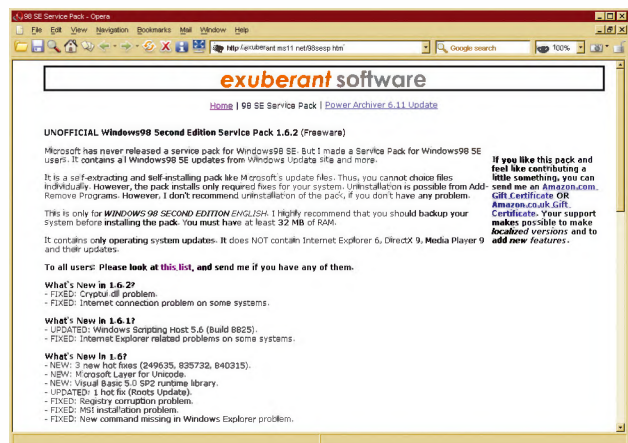 98 SE Service Pack - Opera
File Edit View Navigation Bookmarks Mail Window Help
http://exuberant.ms11.net/98sesp.html
Google search
100%
exuberant software
Home | 98 SE Service Pack | Power Archiver 6.11 Update
UNOFFICIAL Windows98 Second Edition Service Pack 1.6.2 (Freeware)
Microsoft has never released a service pack for Windows98 SE. But I made a Service Pack for Windows98 SE
users. It contains all Windows98 SE updates from Windows Update site and more.
It is a self-extracting and self-installing pack like Microsoft's update files. Thus, you cannot choice files
individually. However, the pack installs only required fixes for your system. Uninstallation is possible from Add-
Remove Programs. However, I don't recommend uninstallation of the pack, if you don't have any problem.
This is only for WINDOWS 98 SECOND EDITION ENGLISH. I highly recommend that you should backup your
system before installing the pack. You must have at least 32 MB of RAM.
It contains only operating system updates. It does NOT contain Internet Explorer 6, DirectX 9, Media Player 9
and their updates.
To all users: Please look at this list, and send me if you have any of them.
If you like this pack and
feel like contributing a
little something, you can
send me an Amazon.com
Gift Certificate OR
Amazon.co.uk Gift
Certificate. Your support
makes possible to make
localized versions and to
add new features.
What's New in 1.6.2?
- FIXED: Cryptui.dll problem.
- FIXED: Internet connection problem on some systems.
What's New in 1.6.1?
- UPDATED: Windows Scripting Host 5.6 (Build 8825).
- FIXED: Internet Explorer related problems on some systems.
What's New in 1.6?
- NEW: 3 new hot fixes (249635, 835732, 840315).
- NEW: Microsoft Layer for Unicode.
- NEW: Visual Basic 5.0 SP2 runtime library.
- UPDATED: 1 hot fix (Roots Update).
- FIXED: Registry corruption problem.
- FIXED: MSI installation problem.
- FIXED: New command missing in Windows Explorer problem.